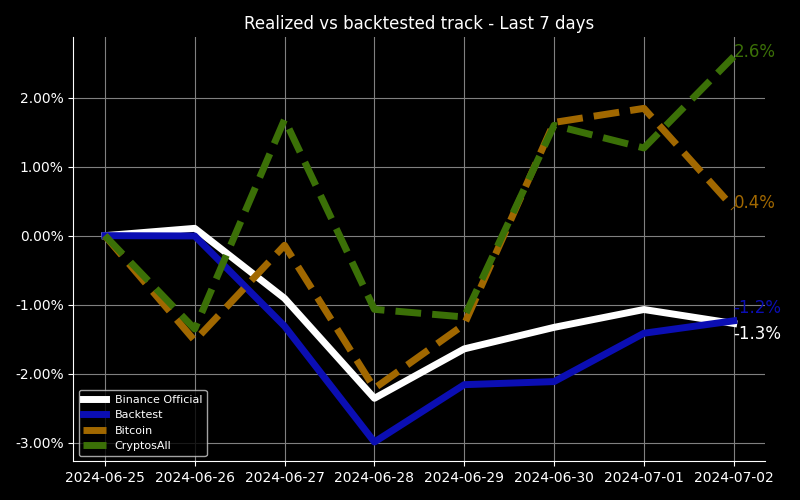 Realized vs backtested track - Last 7 days
2.6%
2.00%
1.00%
0.4%
0.00%
-1.00%
-1.2%
-1.3%
-2.00%
-3.00%
Binance Official
Backtest
Bitcoin
CryptosAll
2024-06-25 2024-06-26 2024-06-27 2024-06-28 2024-06-29 2024-06-30 2024-07-01 2024-07-02